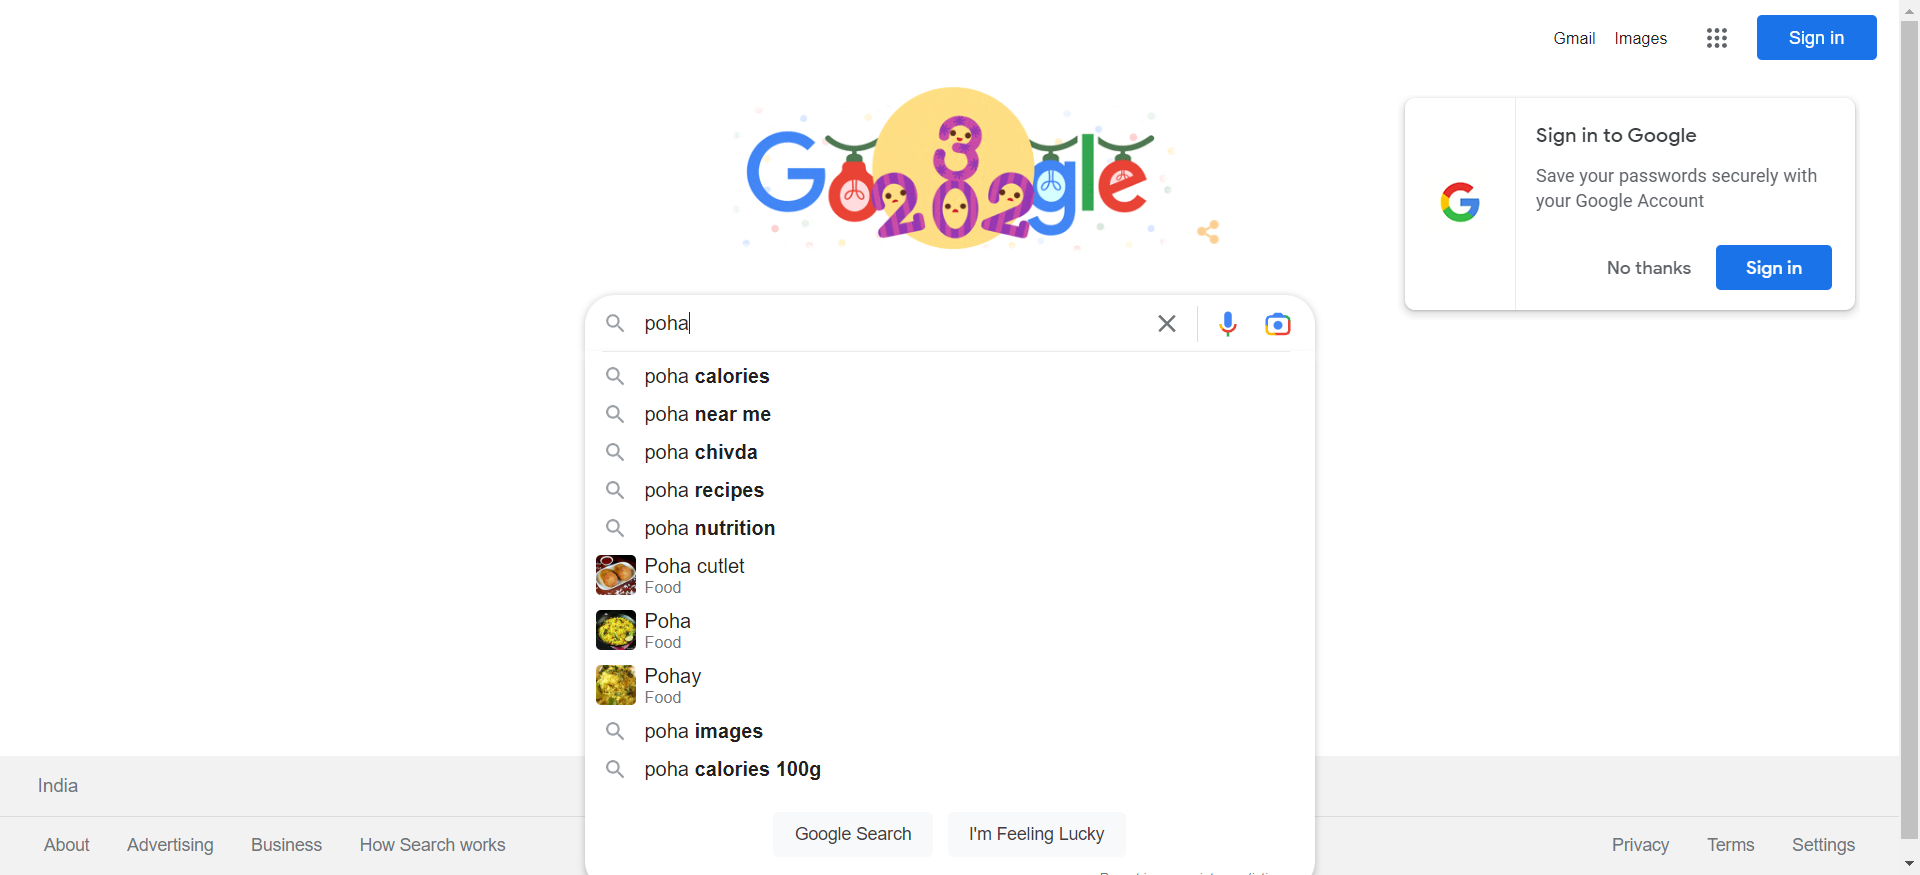 Gmail Images Sign in
Google
3
202
Sign in to Google
Save your passwords securely with
your Google Account
No thanks Sign in
poha
poha calories
poha near me
poha chivda
poha recipes
poha nutrition
Poha cutlet
Food
Poha
Food
Pohay
Food
poha images
poha calories 100g
Google Search I'm Feeling Lucky
India
About Advertising Business How Search works Privacy Terms Settings